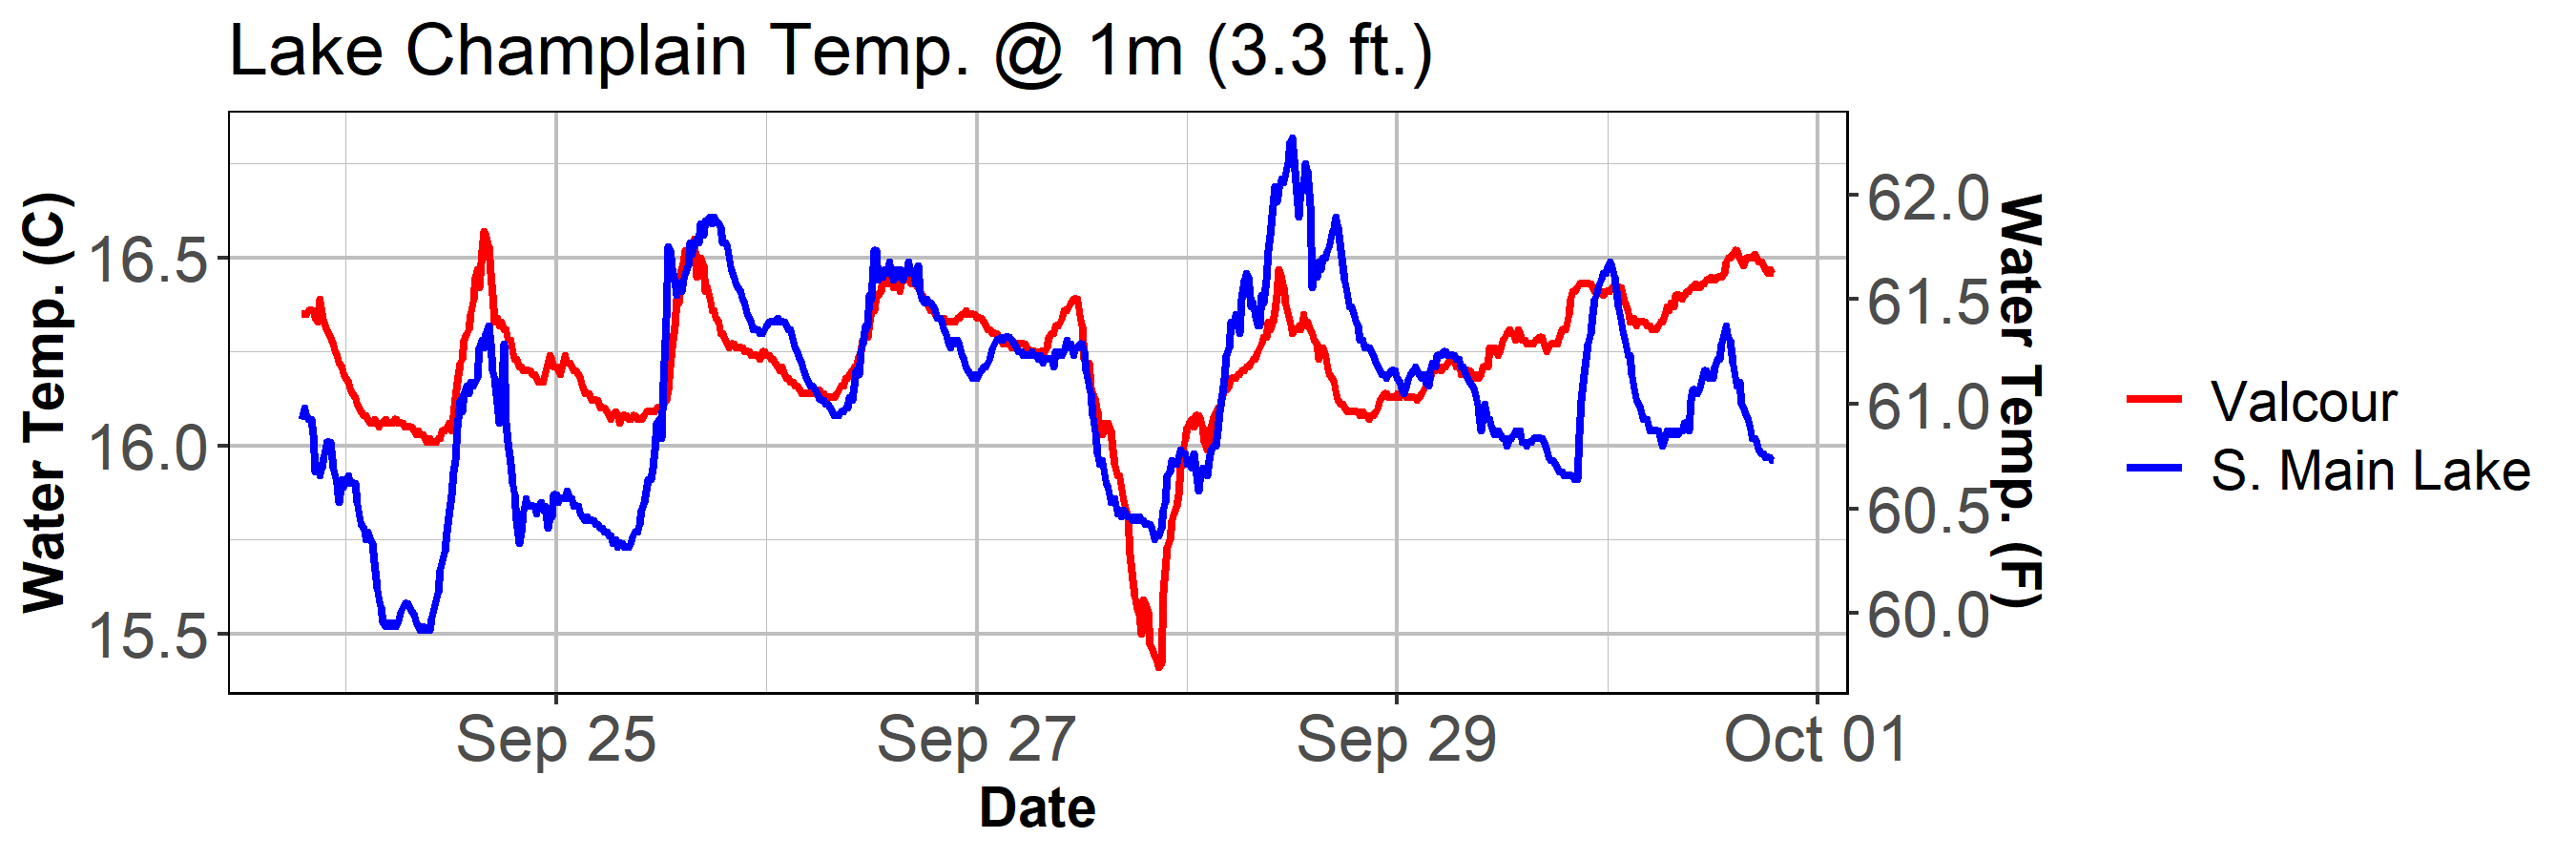 Lake Champlain Temp. @ 1m (3.3 ft.)
Water Temp. (C)
16.5
16.0
15.5
62.0
61.5
61.0
60.5
60.0
Water Temp. (F)
Sep 25
Sep 27
Sep 29
Oct 01
Date
Valcour
S. Main Lake